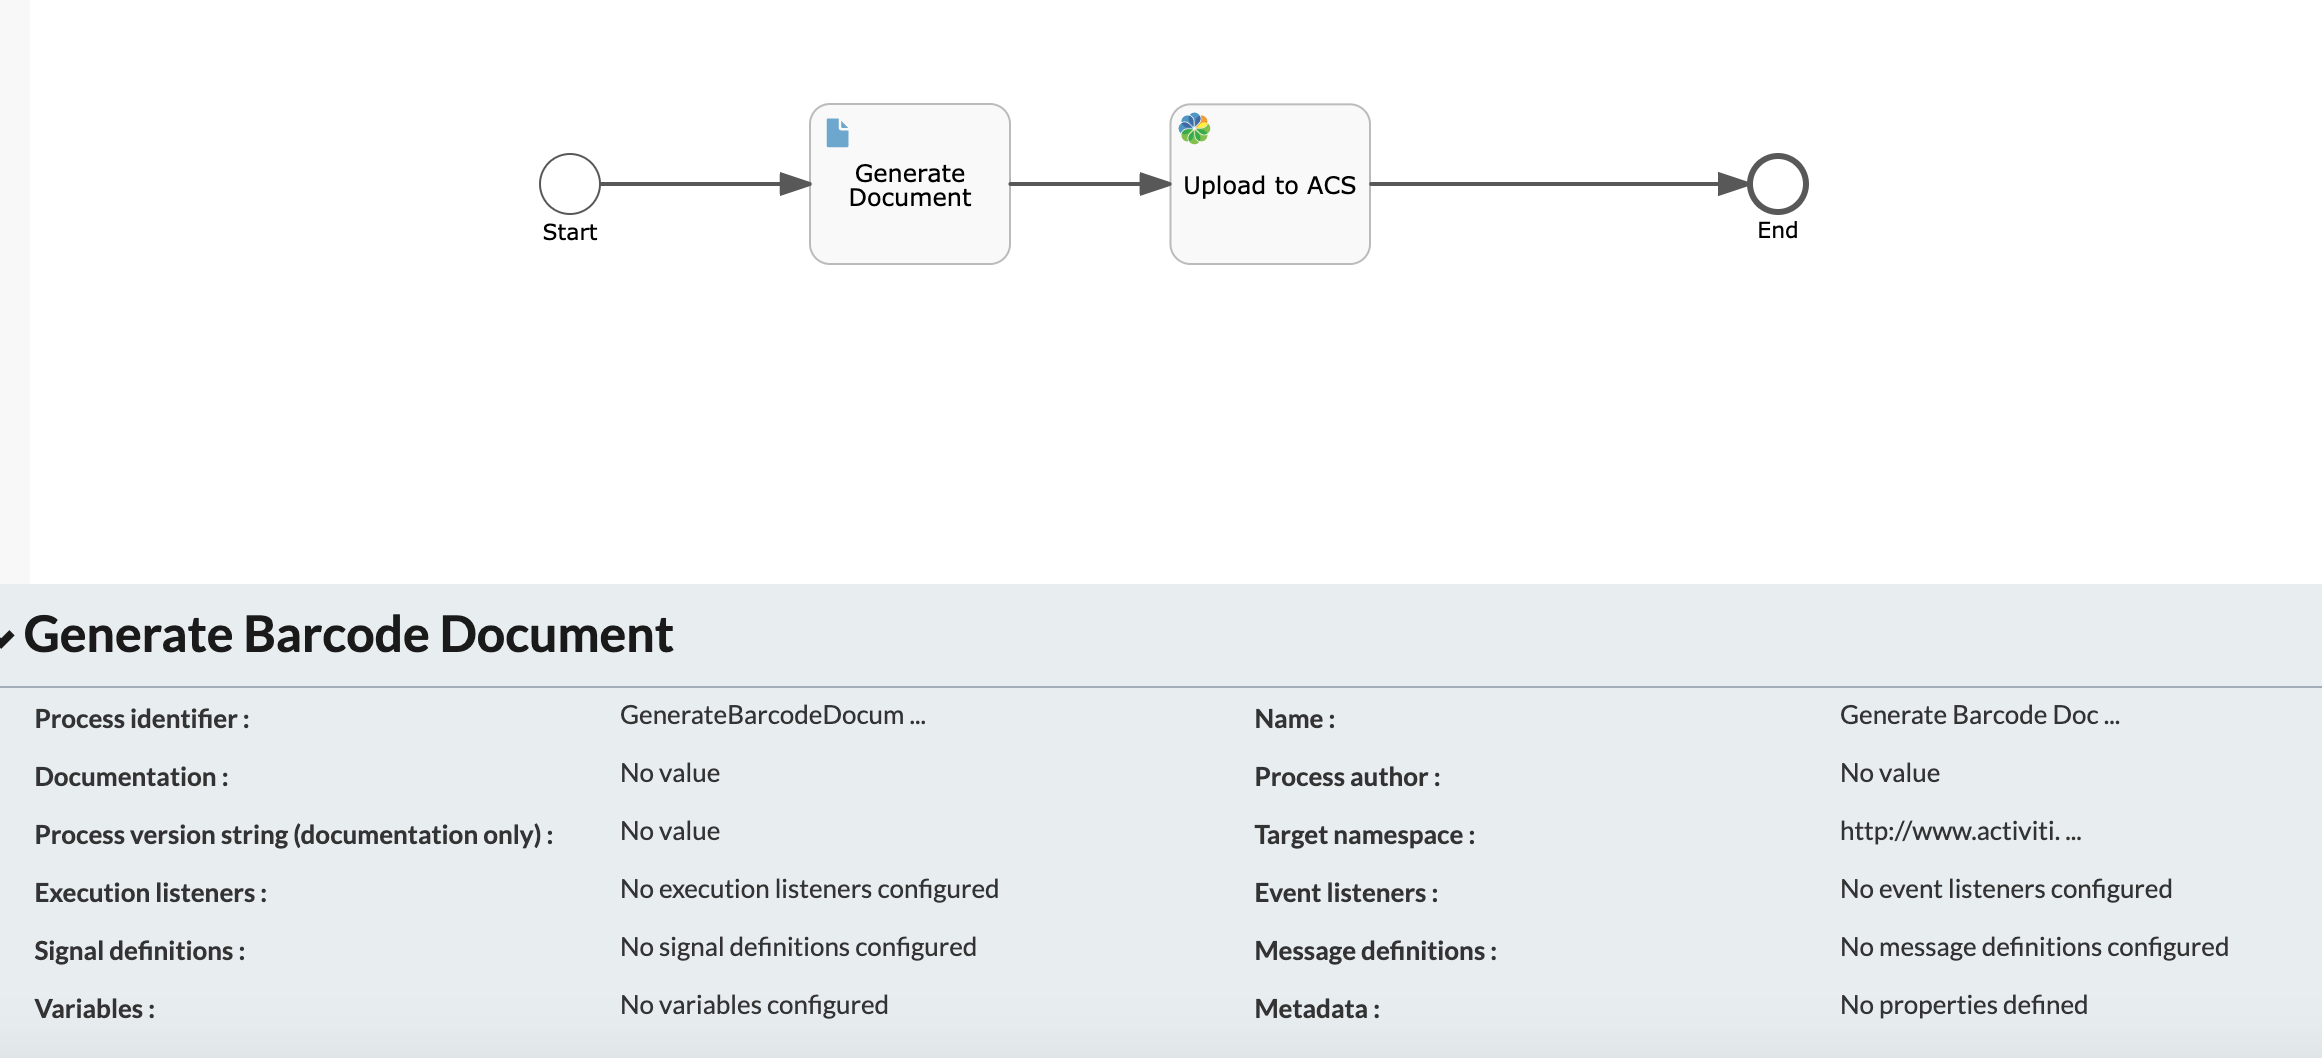 Generate
Document
Upload to ACS
Start
End
Generate Barcode Document
Process identifier : GenerateBarcodeDocum ... Name : Generate Barcode Doc ...
Documentation : No value Process author : No value
Process version string (documentation only) : No value Target namespace : http://www.activiti. ...
Execution listeners : No execution listeners configured Event listeners : No event listeners configured
Signal definitions : No signal definitions configured Message definitions : No message definitions configured
Variables : No variables configured Metadata : No properties defined